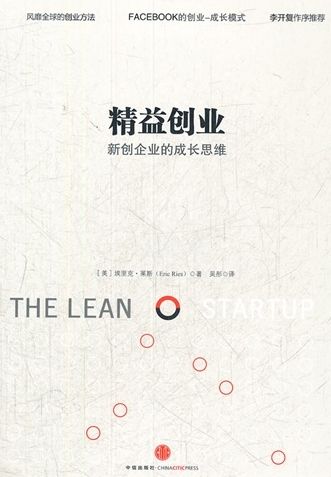 风靡全球的创业方法 FACEBOOK的创业-成长模式 李开复作序推荐
精益创业
新创企业的成长思维
[美]埃里克·莱斯(Eric Ries)著 吴彤 译
THE LEAN STARTUP
中信出版社·CHINACITICPRESS